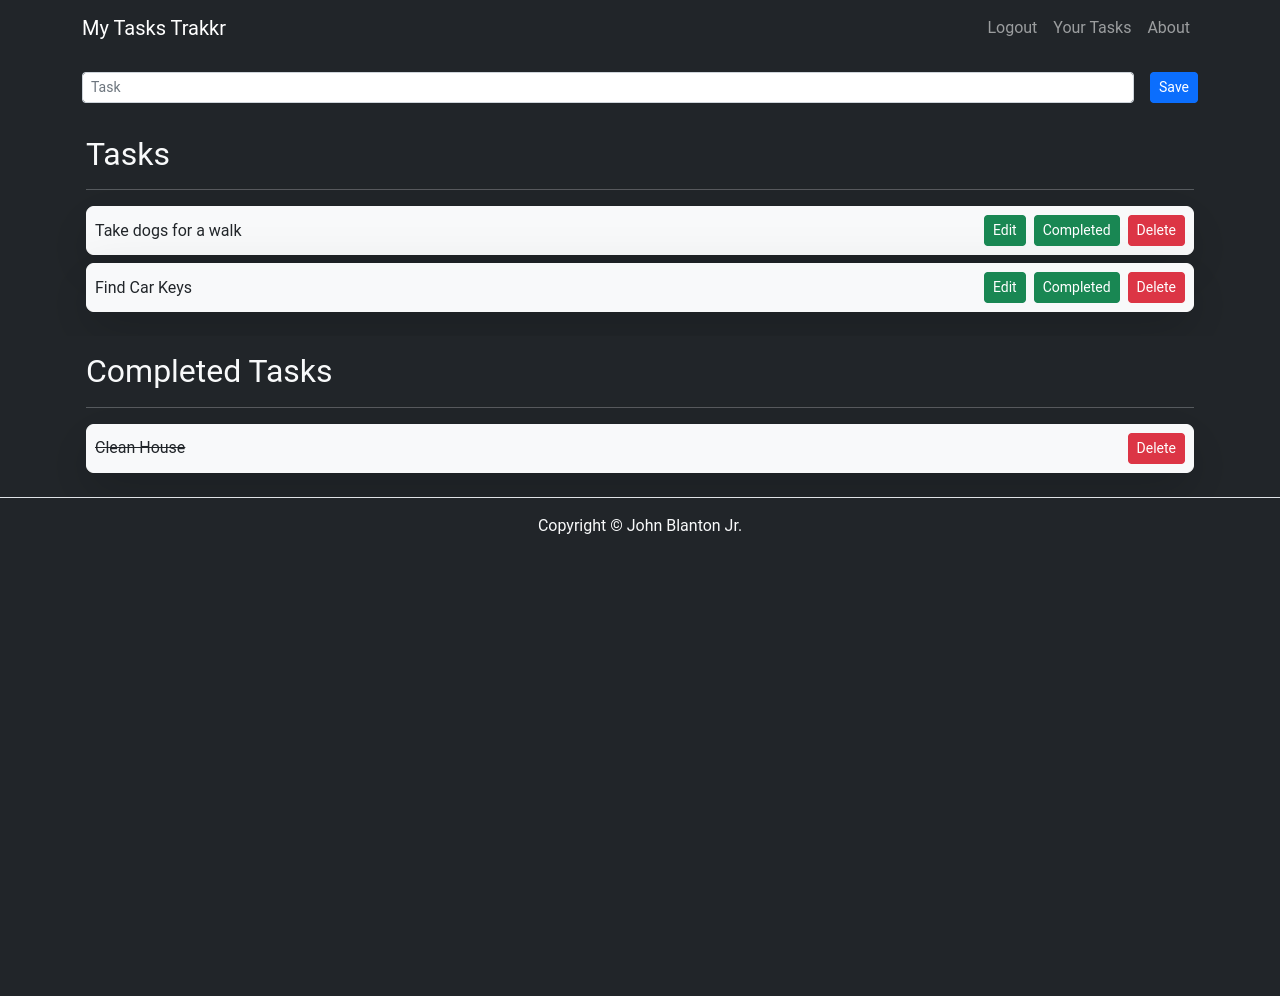 My Tasks Trakkr Logout Your Tasks About
Task Save
Tasks
Take dogs for a walk Edit Completed Delete
Find Car Keys Edit Completed Delete
Completed Tasks
Clean House Delete
Copyright © John Blanton Jr.